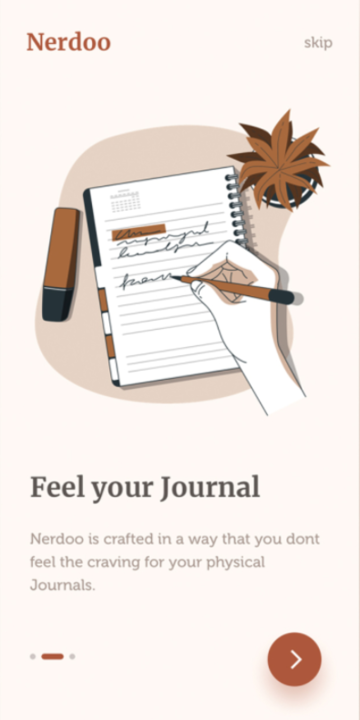 Nerdoo
skip
Feel your Journal
Nerdoo is crafted in a way that you dont
feel the craving for your physical
Journals.